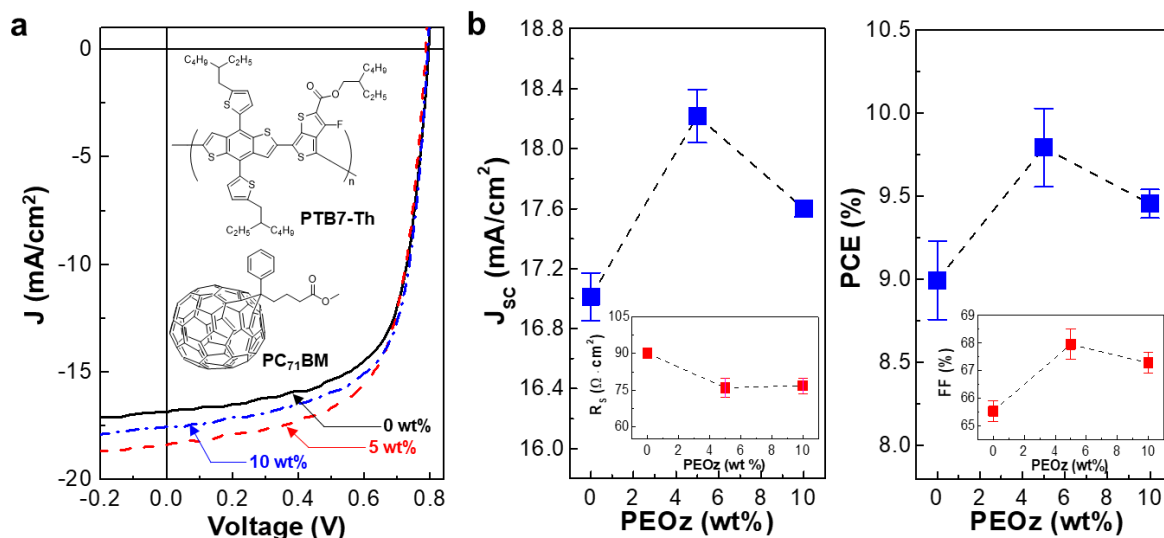 a
J (mA/cm²)
0
-5
-10
-15
-20
-0.2
0.0
0.2
0.4
0.6
0.8
Voltage (V)
C₄H₉
C₂H₅
C₄H₉
C₂H₅
S
O
O
S
F
S
S
S
S
n
C₂H₅
C₄H₉
PTB7-Th
O
O
PC₇₁BM
0 wt%
5 wt%
10 wt%
b
J_SC (mA/cm²)
18.8
18.4
18.0
17.6
17.2
16.8
16.4
16.0
0
5
10
PEOz (wt%)
R_s (Ω · cm²)
105
90
75
60
0
2
4
6
8
10
PEOz (wt %)
PCE (%)
10.5
10.0
9.5
9.0
8.5
8.0
0
5
10
PEOz (wt%)
FF (%)
69
68
67
66
65
0
2
4
6
8
10
PEOz (wt %)